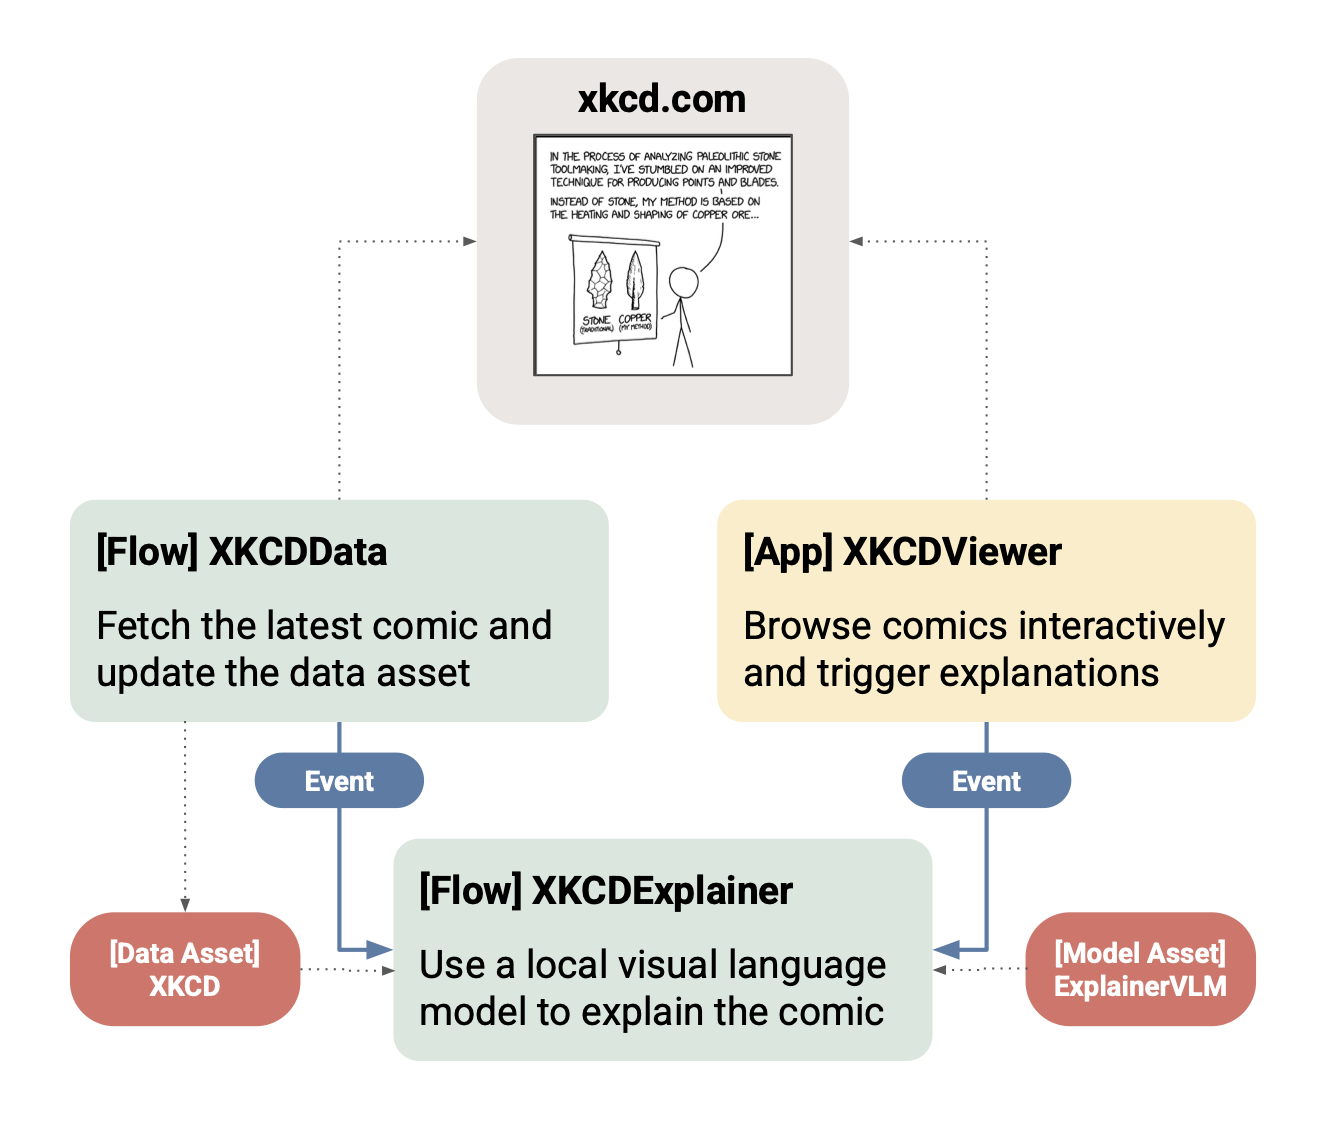 xkcd.com
IN THE PROCESS OF ANALYZING PALEOLITHIC STONE
TOOLMAKING, I'VE STUMBLED ON AN IMPROVED
TECHNIQUE FOR PRODUCING POINTS AND BLADES.
INSTEAD OF STONE, MY METHOD IS BASED ON
THE HEATING AND SHAPING OF COPPER ORE...
STONE
(TRADITIONAL)
COPPER
(MY METHOD)
[Flow] XKCDData
Fetch the latest comic and
update the data asset
[App] XKCDViewer
Browse comics interactively
and trigger explanations
Event
Event
[Flow] XKCDExplainer
Use a local visual language
model to explain the comic
[Data Asset]
XKCD
[Model Asset]
ExplainerVLM